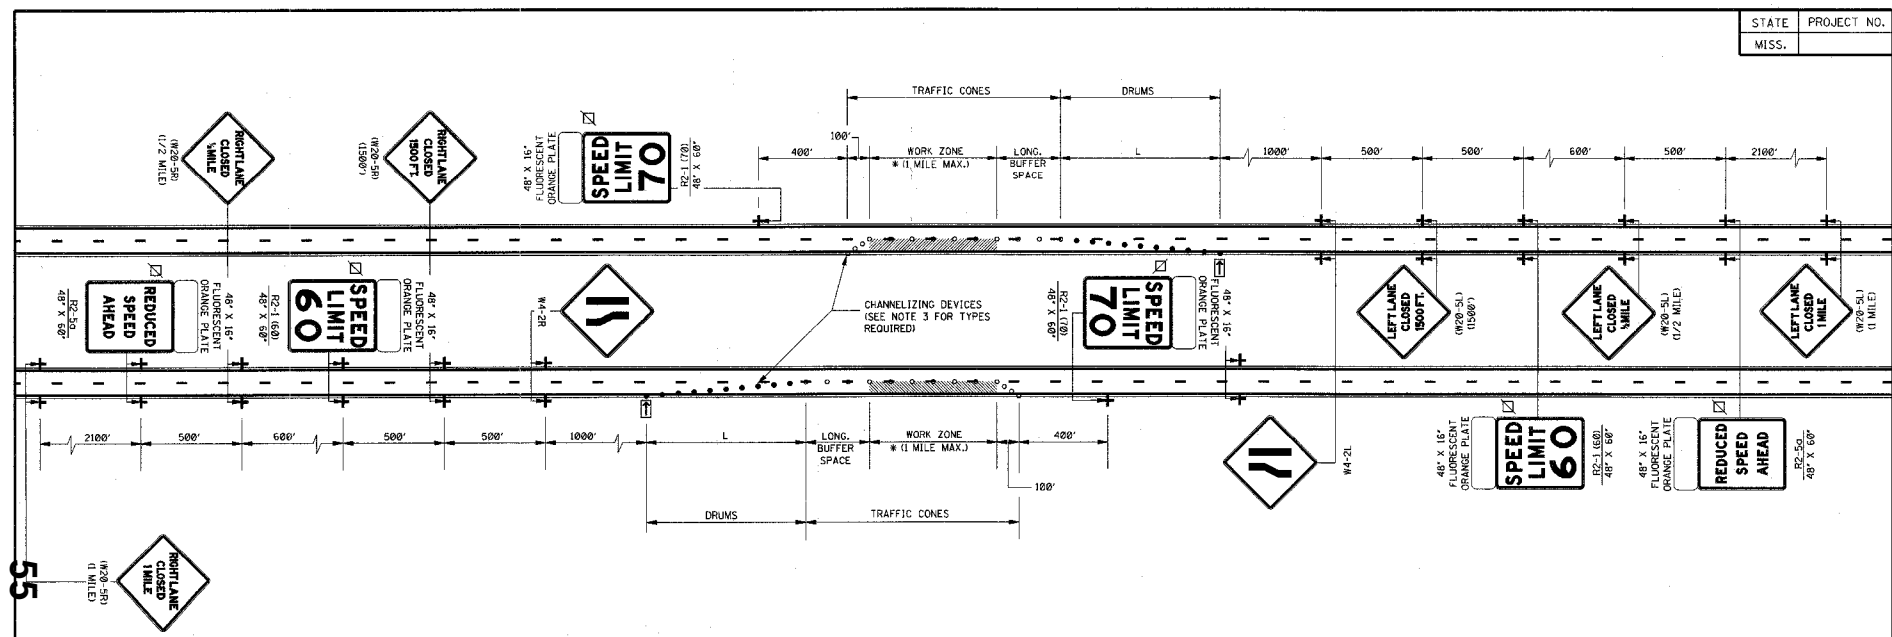 STATE PROJECT NO.
MISS.
TRAFFIC CONES
DRUMS
400'
100'
WORK ZONE
* (1 MILE MAX.)
LONG.
BUFFER
SPACE
L
1000'
500'
500'
600'
500'
2100'
RIGHT LANE
CLOSED
½ MILE
(W20-5R)
(1/2 MILE)
RIGHT LANE
CLOSED
1500 FT.
(W20-5R)
(1500')
SPEED
LIMIT
70
R2-1 (70)
48" X 60"
48" X 16"
FLUORESCENT
ORANGE PLATE
REDUCED
SPEED
AHEAD
R2-5a
48" X 60"
48" X 16"
FLUORESCENT
ORANGE PLATE
SPEED
LIMIT
60
R2-1 (60)
48" X 60"
48" X 16"
FLUORESCENT
ORANGE PLATE
W4-2R
CHANNELIZING DEVICES
(SEE NOTE 3 FOR TYPES
REQUIRED)
SPEED
LIMIT
70
R2-1 (70)
48" X 60"
48" X 16"
FLUORESCENT
ORANGE PLATE
LEFT LANE
CLOSED
1500 FT.
(W20-5L)
(1500')
LEFT LANE
CLOSED
½ MILE
(W20-5L)
(1/2 MILE)
LEFT LANE
CLOSED
1 MILE
(W20-5L)
(1 MILE)
2100'
500'
600'
500'
500'
1000'
L
LONG.
BUFFER
SPACE
WORK ZONE
* (1 MILE MAX.)
400'
100'
DRUMS
TRAFFIC CONES
W4-2L
SPEED
LIMIT
60
R2-1 (60)
48" X 60"
48" X 16"
FLUORESCENT
ORANGE PLATE
REDUCED
SPEED
AHEAD
R2-5a
48" X 60"
48" X 16"
FLUORESCENT
ORANGE PLATE
RIGHT LANE
CLOSED
1 MILE
(W20-5R)
(1 MILE)
55